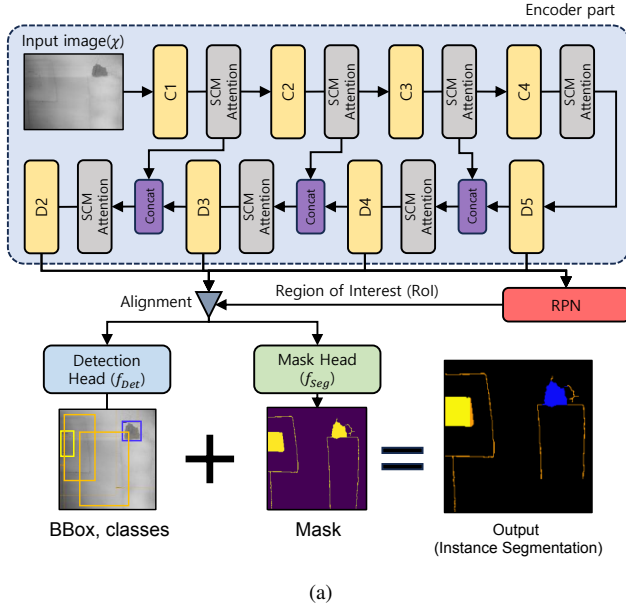 Encoder part
Input image(χ)
C1
SCM
Attention
C2
SCM
Attention
C3
SCM
Attention
C4
SCM
Attention
D2
SCM
Attention
Concat
D3
SCM
Attention
Concat
D4
SCM
Attention
Concat
D5
Alignment
Region of Interest (RoI)
RPN
Detection
Head (f_Det)
Mask Head
(f_Seg)
BBox, classes
Mask
Output
(Instance Segmentation)
(a)